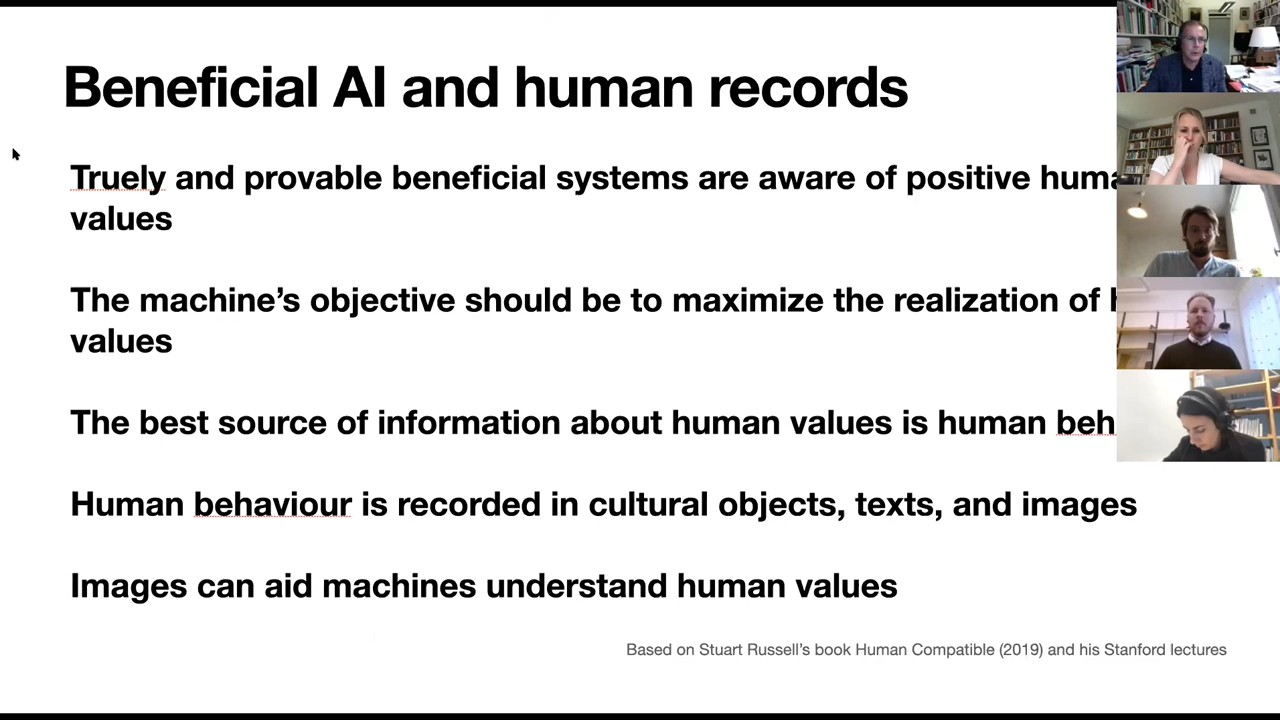 Beneficial AI and human records
Truely and provable beneficial systems are aware of positive
values
The machine's objective should be to maximize the realization of
values
The best source of information about human values is human
Human behaviour is recorded in cultural objects, texts, and images
Images can aid machines understand human values
Based on Stuart Russell's book Human Compatible (2019) and his Stanford lectures